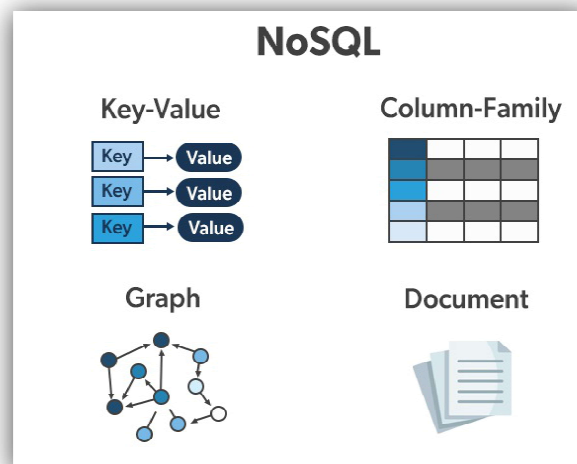 NoSQL
Key-Value
Key
Value
Key
Value
Key
Value
Column-Family
Graph
Document